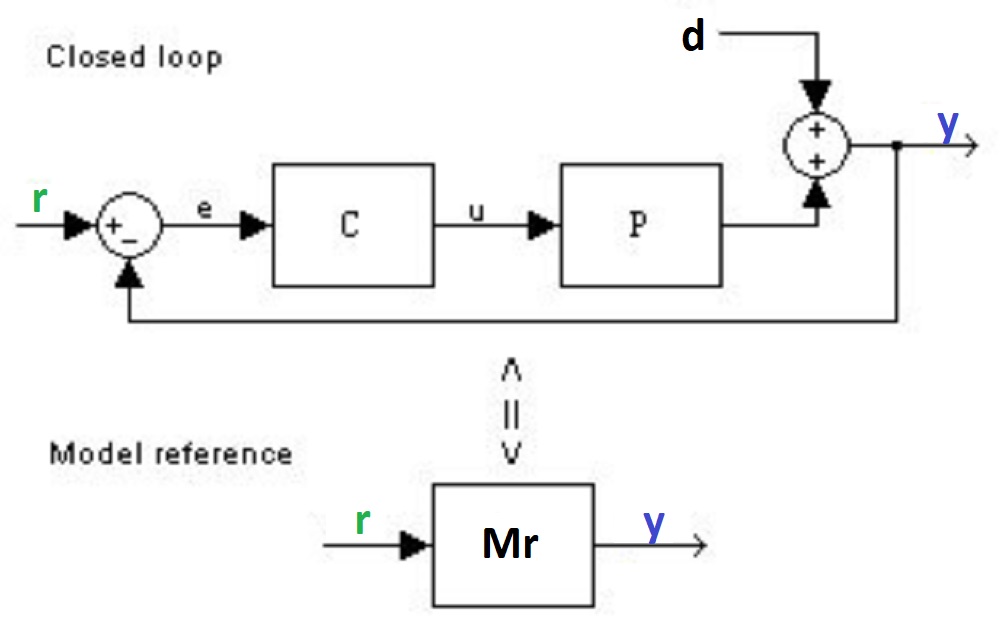 d
Closed loop
+
+
y
r
+
−
e
C
u
P
< = >
Model reference
r
Mr
y